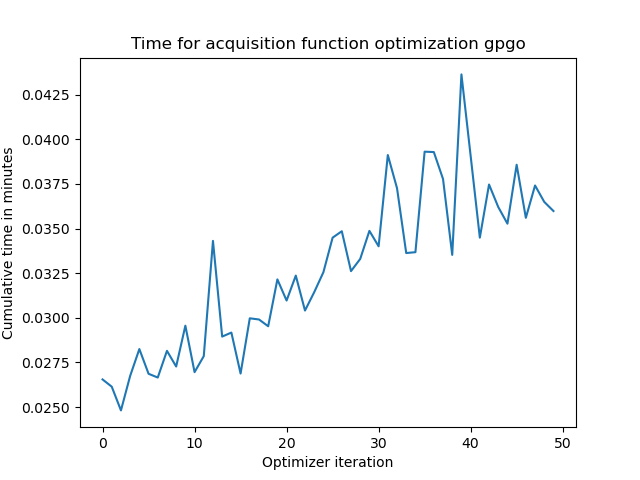 Time for acquisition function optimization gpgo
Cumulative time in minutes
0.0425
0.0400
0.0375
0.0350
0.0325
0.0300
0.0275
0.0250
0 10 20 30 40 50
Optimizer iteration